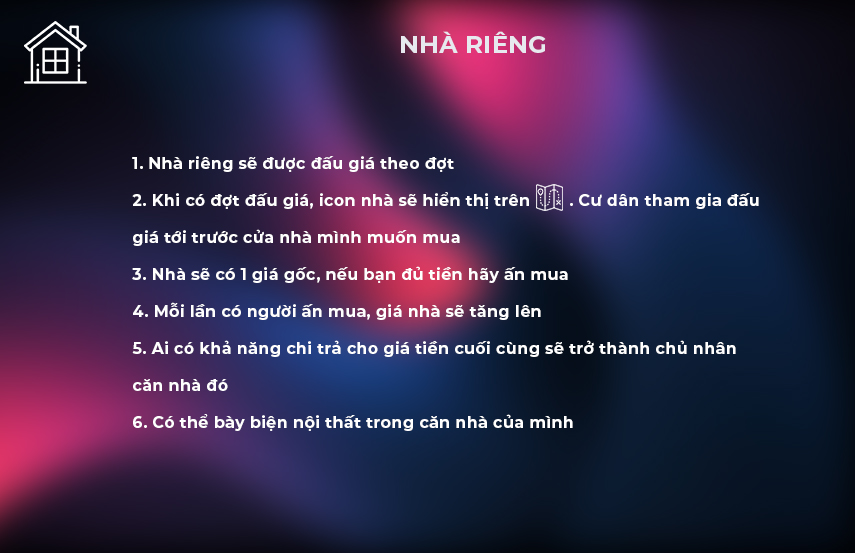 NHÀ RIÊNG
1. Nhà riêng sẽ được đấu giá theo đợt
2. Khi có đợt đấu giá, icon nhà sẽ hiển thị trên . Cư dân tham gia đấu
giá tới trước cửa nhà mình muốn mua
3. Nhà sẽ có 1 giá gốc, nếu bạn đủ tiền hãy ấn mua
4. Mỗi lần có người ấn mua, giá nhà sẽ tăng lên
5. Ai có khả năng chi trả cho giá tiền cuối cùng sẽ trở thành chủ nhân
căn nhà đó
6. Có thể bày biện nội thất trong căn nhà của mình